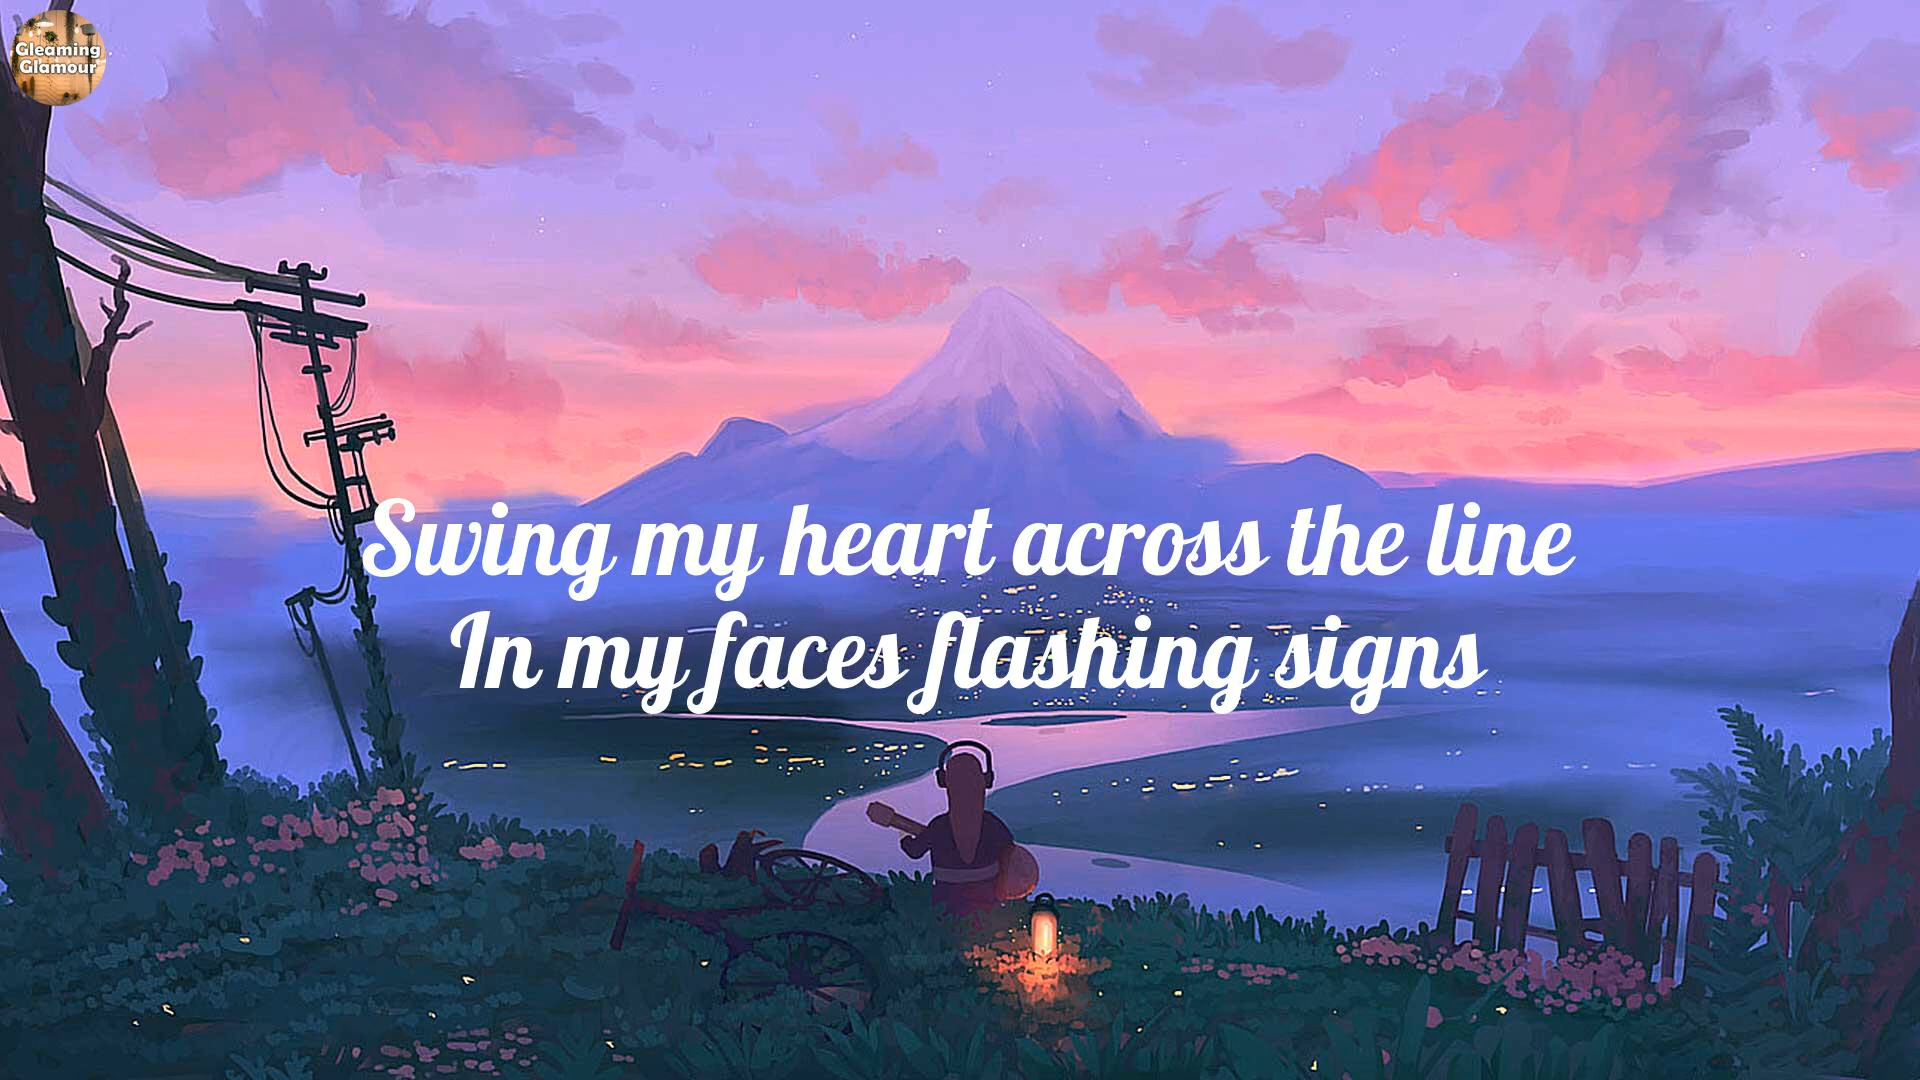 Gleaming
Glamour
Swing my heart across the line
In my faces flashing signs